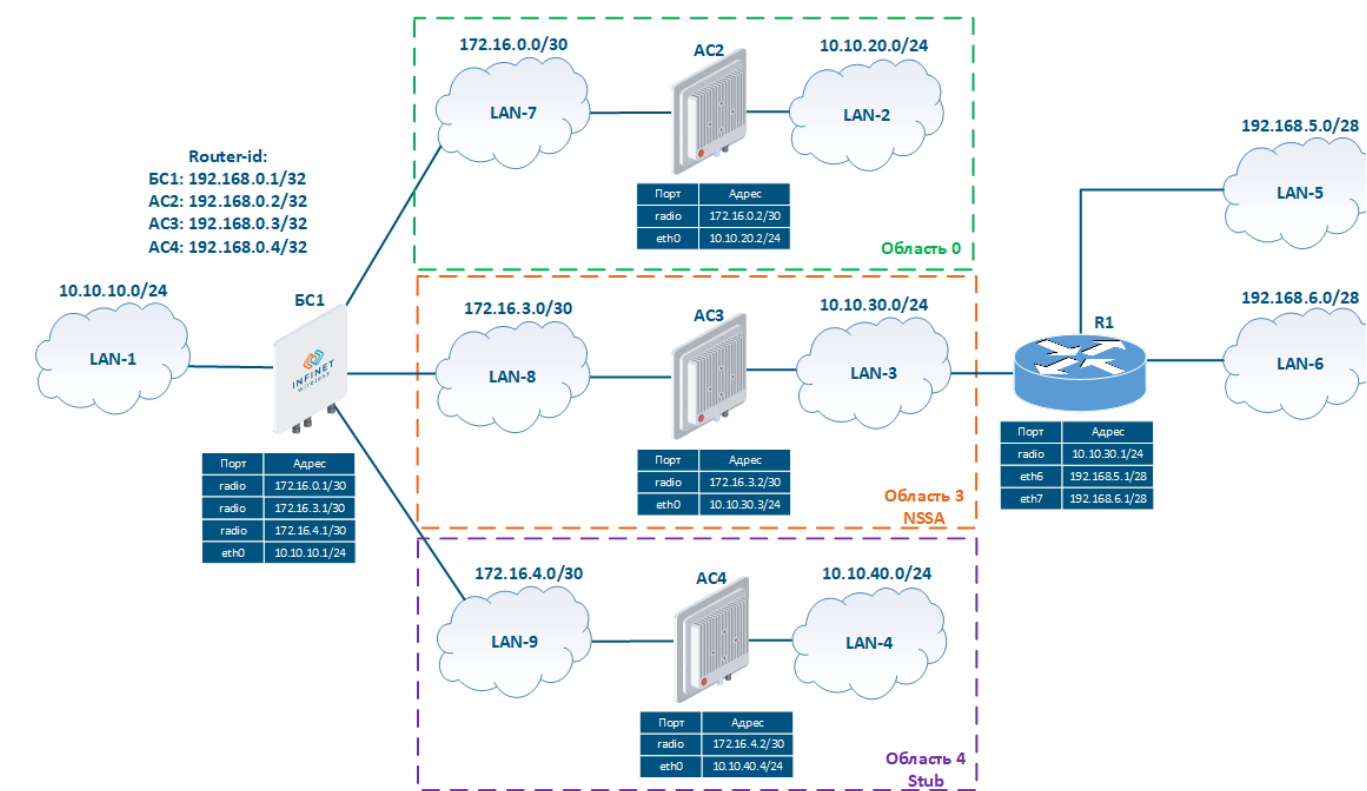 Router-id:
БС1: 192.168.0.1/32
АС2: 192.168.0.2/32
АС3: 192.168.0.3/32
АС4: 192.168.0.4/32
10.10.10.0/24
LAN-1
БС1
INFINET
wireless
Порт Адрес
radio 172.16.0.1/30
radio 172.16.3.1/30
radio 172.16.4.1/30
eth0 10.10.10.1/24
172.16.0.0/30
LAN-7
АС2
10.10.20.0/24
LAN-2
Порт Адрес
radio 172.16.0.2/30
eth0 10.10.20.2/24
Область 0
172.16.3.0/30
LAN-8
АС3
10.10.30.0/24
LAN-3
Порт Адрес
radio 172.16.3.2/30
eth0 10.10.30.3/24
Область 3
NSSA
172.16.4.0/30
LAN-9
АС4
10.10.40.0/24
LAN-4
Порт Адрес
radio 172.16.4.2/30
eth0 10.10.40.4/24
Область 4
Stub
R1
Порт Адрес
radio 10.10.30.1/24
eth6 192.168.5.1/28
eth7 192.168.6.1/28
192.168.5.0/28
LAN-5
192.168.6.0/28
LAN-6